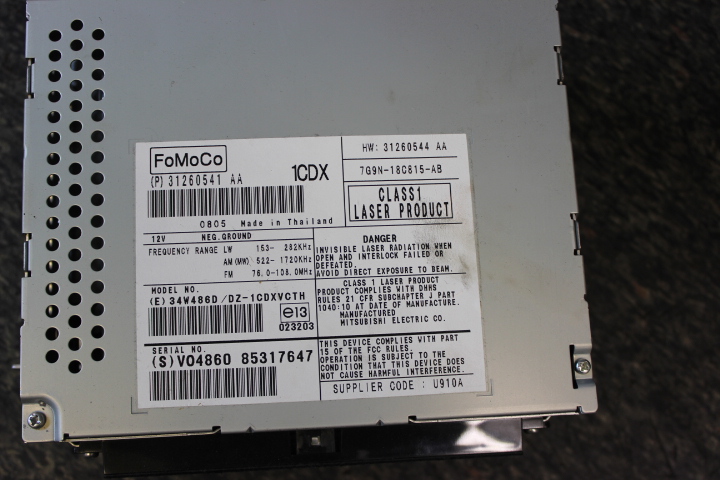 FoMoCo
1CDX
(P) 31260541 AA
0805 Made in Thailand
HW: 31260544 AA
7G9N-18C815-AB
CLASS1
LASER PRODUCT
12V NEG.GROUND
FREQUENCY RANGE LW 153- 282KHz
AM(MW) 522- 1720KHz
FM 76.0-108.0MHz
DANGER
INVISIBLE LASER RADIATION WHEN
OPEN AND INTERLOCK FAILED OR
DEFEATED.
AVOID DIRECT EXPOSURE TO BEAM.
MODEL NO.
(E) 34W486D/DZ-1CDXVCTH
e13
023203
CLASS 1 LASER PRODUCT
PRODUCT COMPLIES WITH DHHS
RULES 21 CFR SUBCHAPTER J PART
1040:10 AT DATE OF MANUFACTURE.
MANUFACTURED
MITSUBISHI ELECTRIC CO.
SERIAL NO.
(S) V04860 85317647
THIS DEVICE COMPLIES WITH PART
15 OF THE FCC RULES.
OPERATION IS SUBJECT TO THE
CONDITION THAT THIS DEVICE DOES
NOT CAUSE HARMFUL INTERFERENCE.
SUPPLIER CODE : U910A